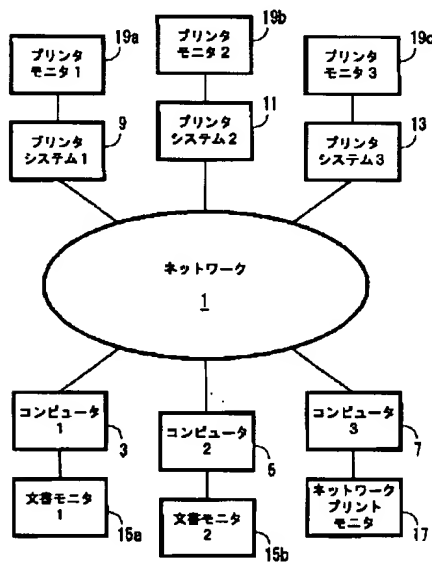 19a
プリンタ
モニタ1
19b
プリンタ
モニタ2
19c
プリンタ
モニタ3
9
プリンタ
システム1
11
プリンタ
システム2
13
プリンタ
システム3
ネットワーク
1
コンピュータ
1
3
コンピュータ
2
5
コンピュータ
3
7
文書モニタ
1
15a
文書モニタ
2
15b
ネットワーク
プリント
モニタ
17